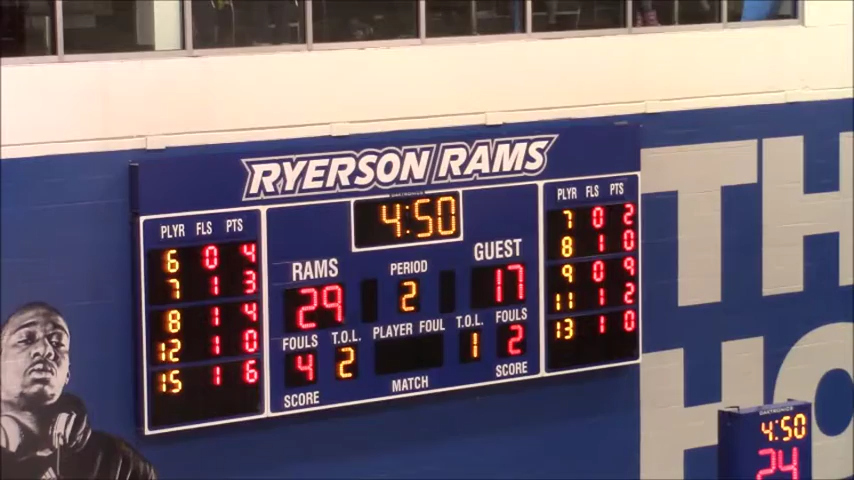 RYERSON RAMS
DAKTRONICS
4:50
PLYR FLS PTS
6 0 4
7 1 3
8 1 4
12 1 0
15 1 6
RAMS PERIOD GUEST
29 2 17
FOULS T.O.L. PLAYER FOUL T.O.L. FOULS
4 2 1 2
SCORE MATCH SCORE
PLYR FLS PTS
7 0 2
8 1 0
9 0 9
11 1 2
13 1 0
TH
HO
DAKTRONICS
4:50
24